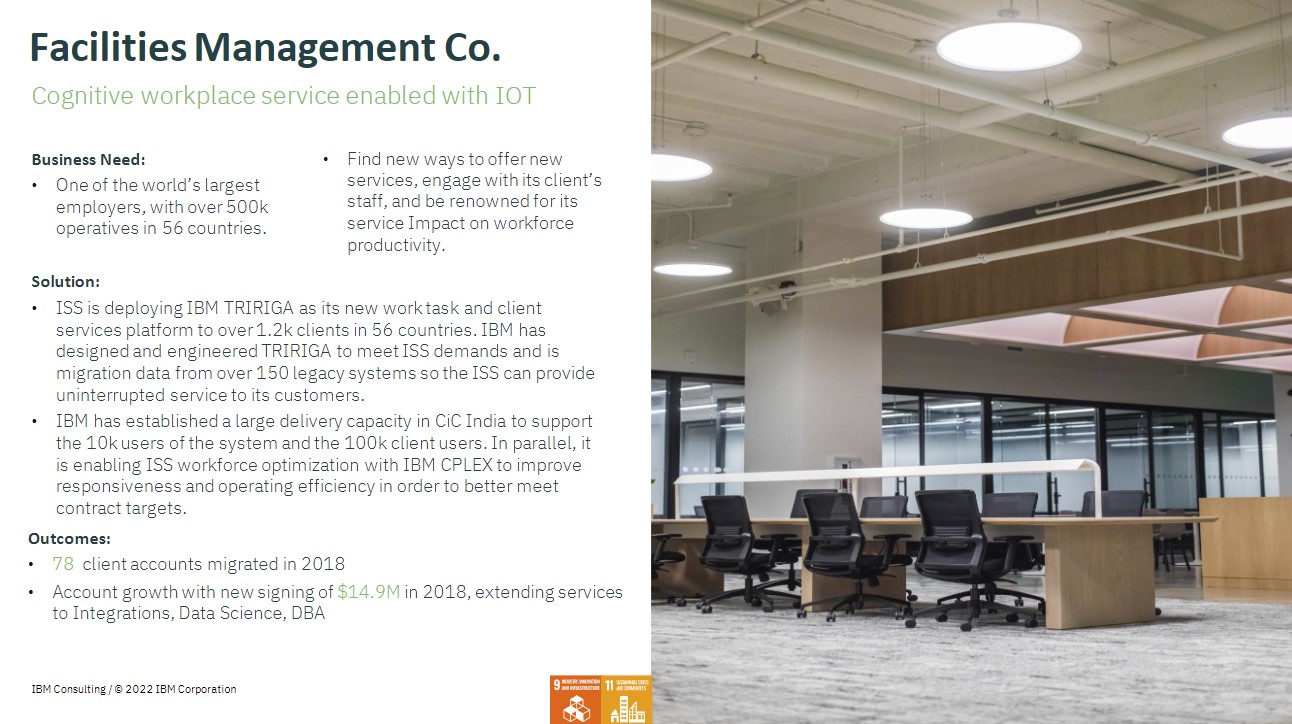 Facilities Management Co.
Cognitive workplace service enabled with IOT
Business Need:
• One of the world’s largest
employers, with over 500k
operatives in 56 countries.
• Find new ways to offer new
services, engage with its client’s
staff, and be renowned for its
service Impact on workforce
productivity.
Solution:
• ISS is deploying IBM TRIRIGA as its new work task and client
services platform to over 1.2k clients in 56 countries. IBM has
designed and engineered TRIRIGA to meet ISS demands and is
migration data from over 150 legacy systems so the ISS can provide
uninterrupted service to its customers.
• IBM has established a large delivery capacity in CiC India to support
the 10k users of the system and the 100k client users. In parallel, it
is enabling ISS workforce optimization with IBM CPLEX to improve
responsiveness and operating efficiency in order to better meet
contract targets.
Outcomes:
• 78 client accounts migrated in 2018
• Account growth with new signing of $14.9M in 2018, extending services
to Integrations, Data Science, DBA
IBM Consulting / © 2022 IBM Corporation
9 INDUSTRY, INNOVATION
AND INFRASTRUCTURE
11 SUSTAINABLE CITIES
AND COMMUNITIES